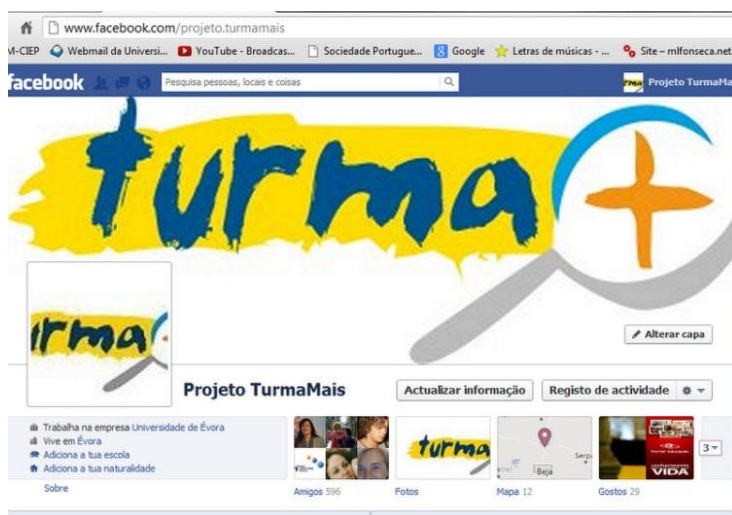 www.facebook.com/projeto.turmamais
M-CIEP Webmail da Universi... YouTube - Broadcas... Sociedade Portugue... Google Letras de músicas - ... Site – mlfonseca.net
facebook Pesquisa pessoas, locais e coisas Projeto TurmaMa
turma+
urma
Alterar capa
Projeto TurmaMais Actualizar informação Registo de actividade
Trabalha na empresa Universidade de Évora
Vive em Évora
Adiciona a tua escola
Adiciona a tua naturalidade
Sobre
turma
Serp
Beja
VIDA
3
Amigos 596 Fotos Mapa 12 Gostos 29